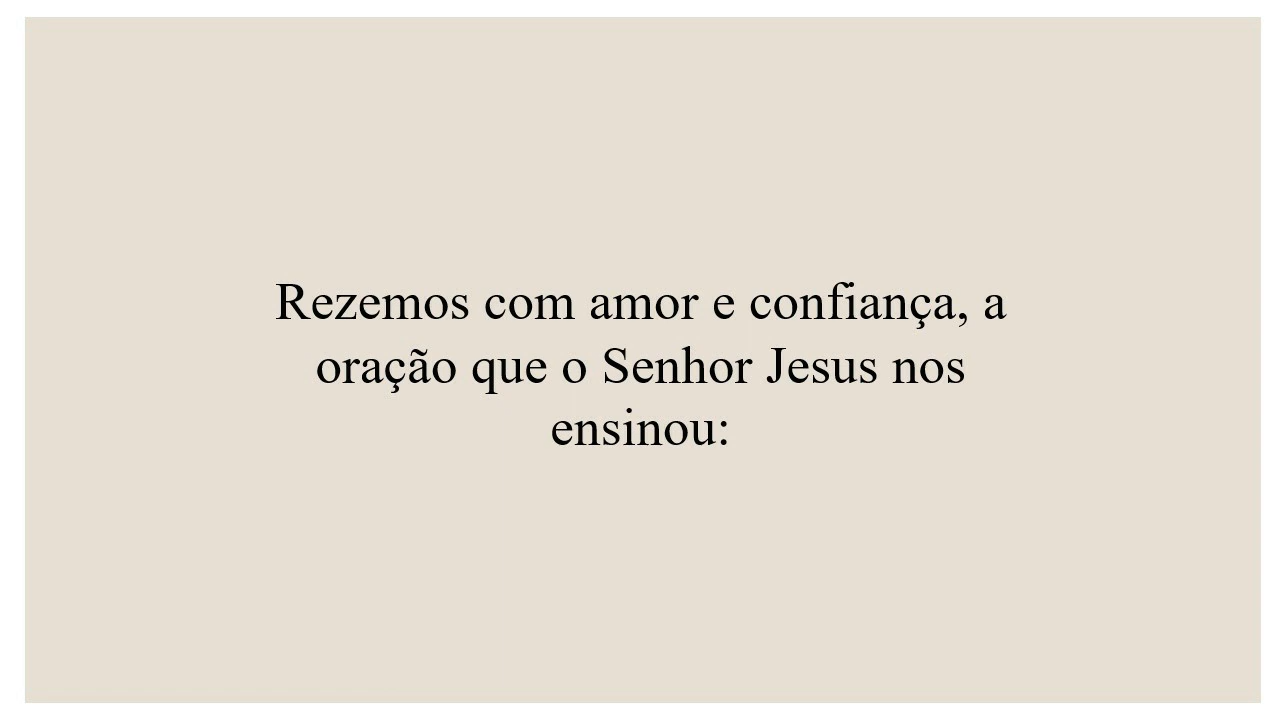 Rezemos com amor e confiança, a
oração que o Senhor Jesus nos
ensinou: